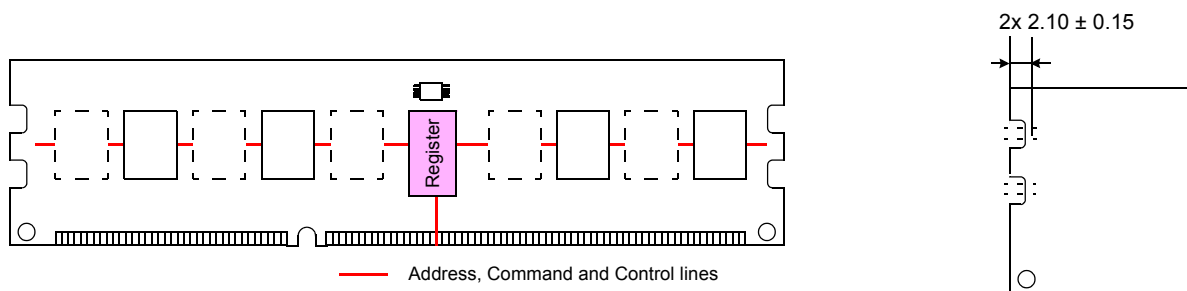 2x 2.10 ± 0.15
Register
Address, Command and Control lines